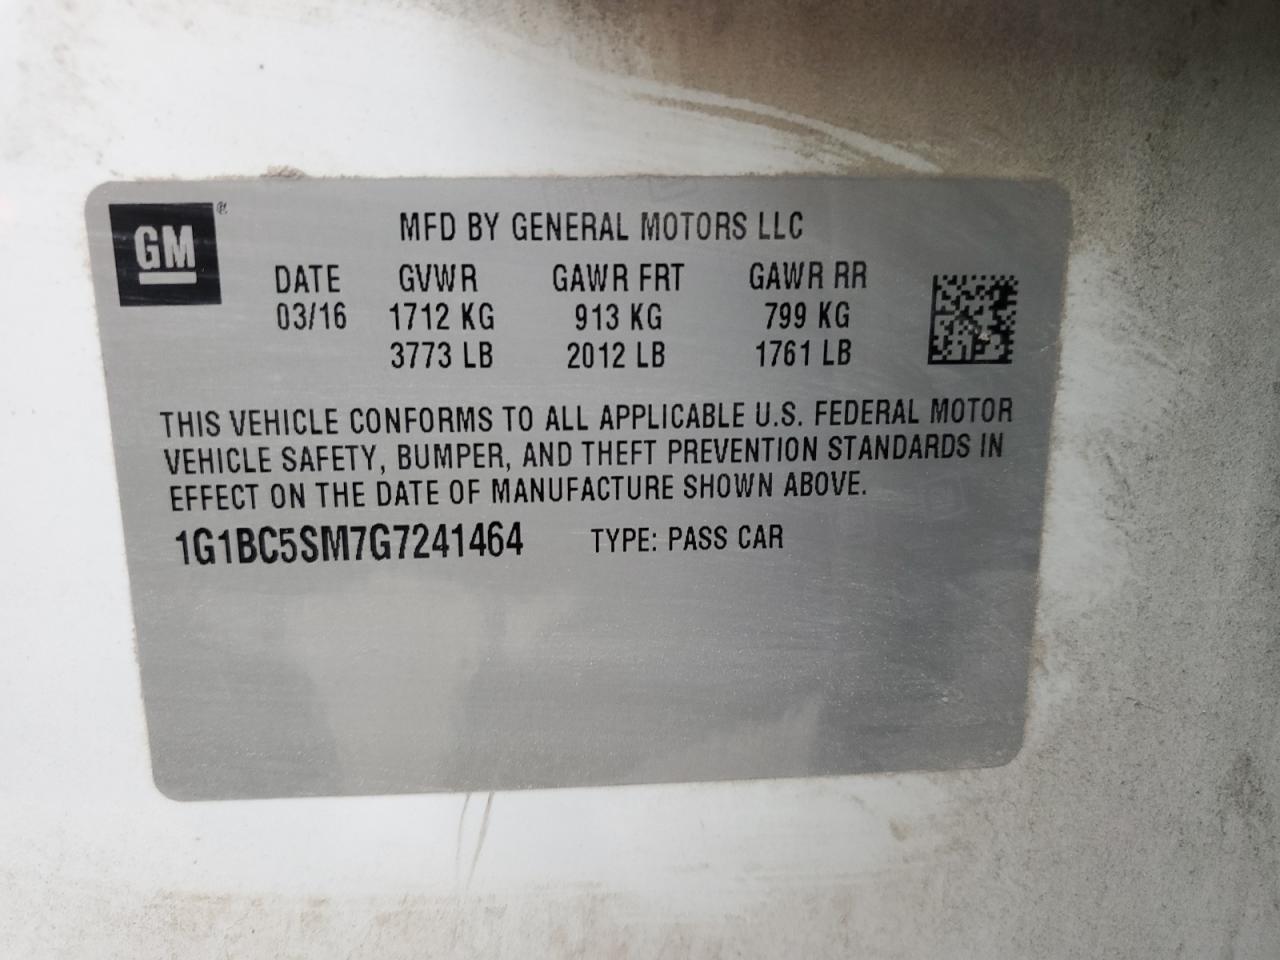 GM®
MFD BY GENERAL MOTORS LLC
DATE GVWR GAWR FRT GAWR RR
03/16 1712 KG 913 KG 799 KG
3773 LB 2012 LB 1761 LB
THIS VEHICLE CONFORMS TO ALL APPLICABLE U.S. FEDERAL MOTOR
VEHICLE SAFETY, BUMPER, AND THEFT PREVENTION STANDARDS IN
EFFECT ON THE DATE OF MANUFACTURE SHOWN ABOVE.
1G1BC5SM7G7241464 TYPE: PASS CAR